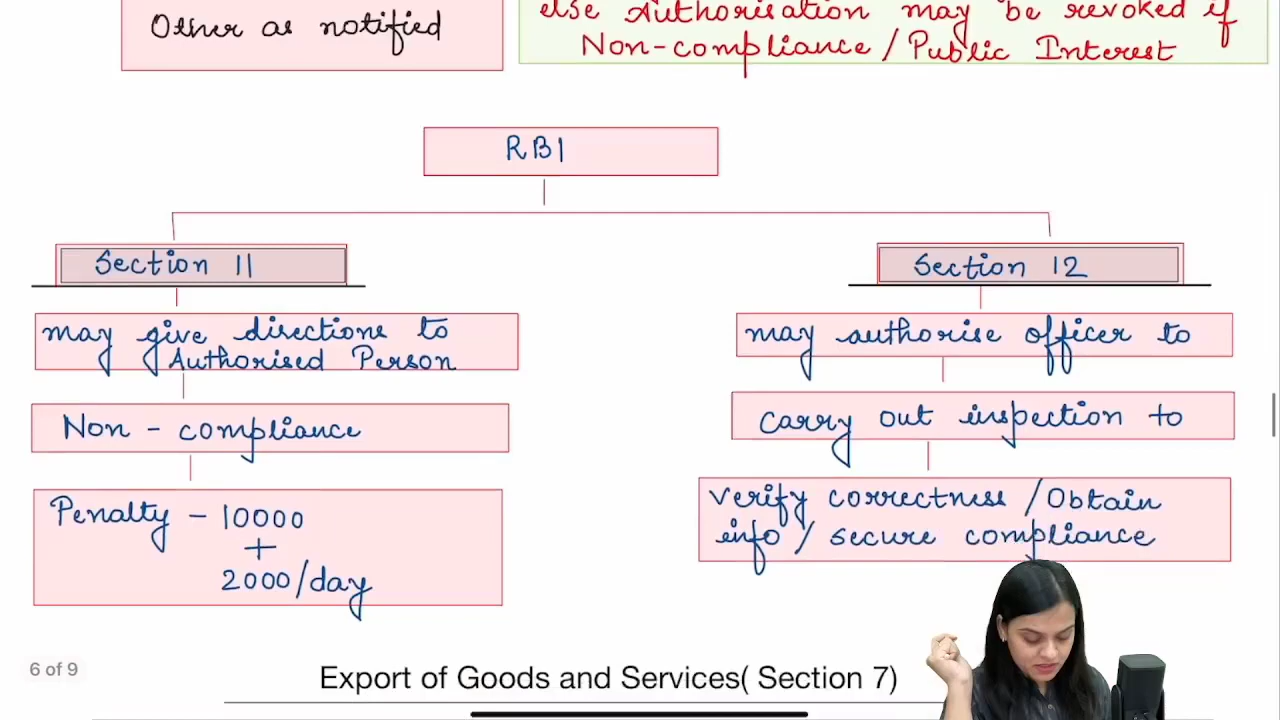 Other as notified
else Authorisation may be revoked if
Non-compliance / Public Interest
RBI
Section 11
may give directions to
Authorised Person
Non - compliance
Penalty - 10000
+
2000/day
Section 12
may authorise officer to
carry out inspection to
verify correctness / Obtain
info / secure compliance
6 of 9
Export of Goods and Services( Section 7)